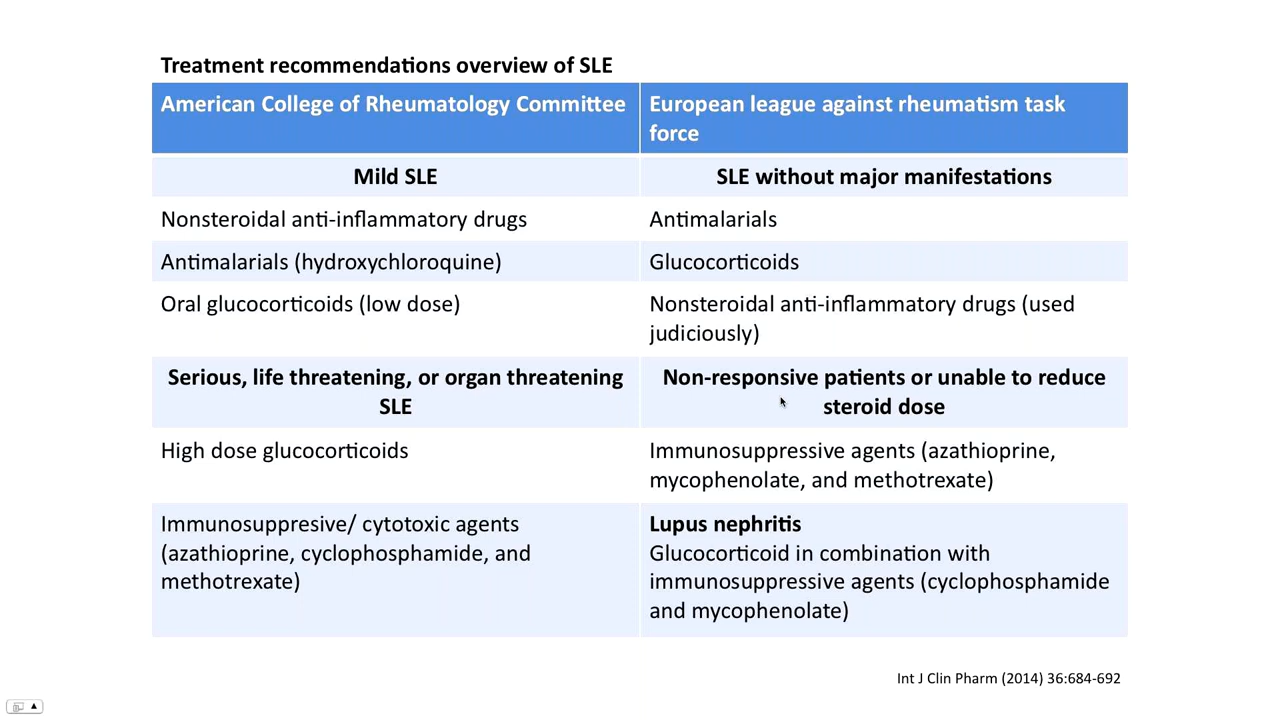 Treatment recommendations overview of SLE
American College of Rheumatology Committee
European league against rheumatism task
force
Mild SLE
SLE without major manifestations
Nonsteroidal anti-inflammatory drugs
Antimalarials
Antimalarials (hydroxychloroquine)
Glucocorticoids
Oral glucocorticoids (low dose)
Nonsteroidal anti-inflammatory drugs (used
judiciously)
Serious, life threatening, or organ threatening
SLE
Non-responsive patients or unable to reduce
steroid dose
High dose glucocorticoids
Immunosuppressive agents (azathioprine,
mycophenolate, and methotrexate)
Immunosuppresive/ cytotoxic agents
(azathioprine, cyclophosphamide, and
methotrexate)
Lupus nephritis
Glucocorticoid in combination with
immunosuppressive agents (cyclophosphamide
and mycophenolate)
Int J Clin Pharm (2014) 36:684-692